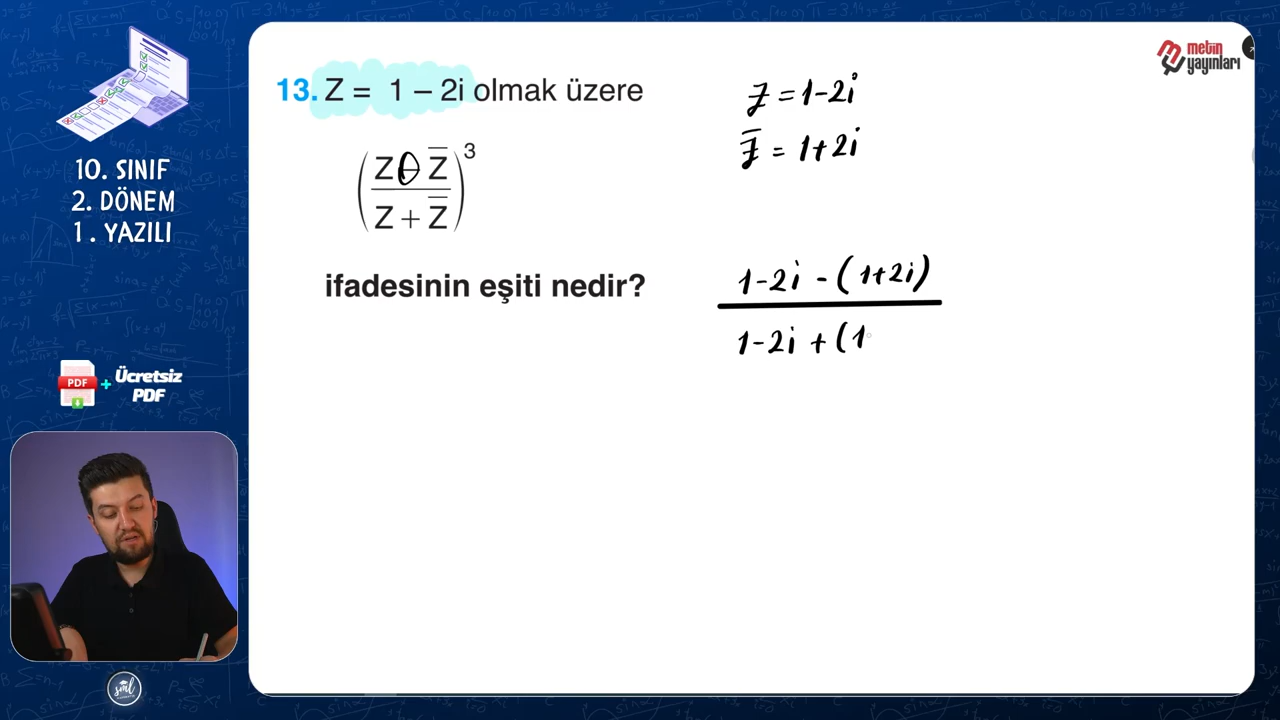 10. SINIF
2. DÖNEM
1. YAZILI
PDF
Ücretsiz
PDF
sml
metin
yayınları
13. Z = 1 – 2i olmak üzere
(Z - Z̅ / Z + Z̅)³
ifadesinin eşiti nedir?
z = 1-2i
z̅ = 1+2i
1-2i - (1+2i)
1-2i + (1